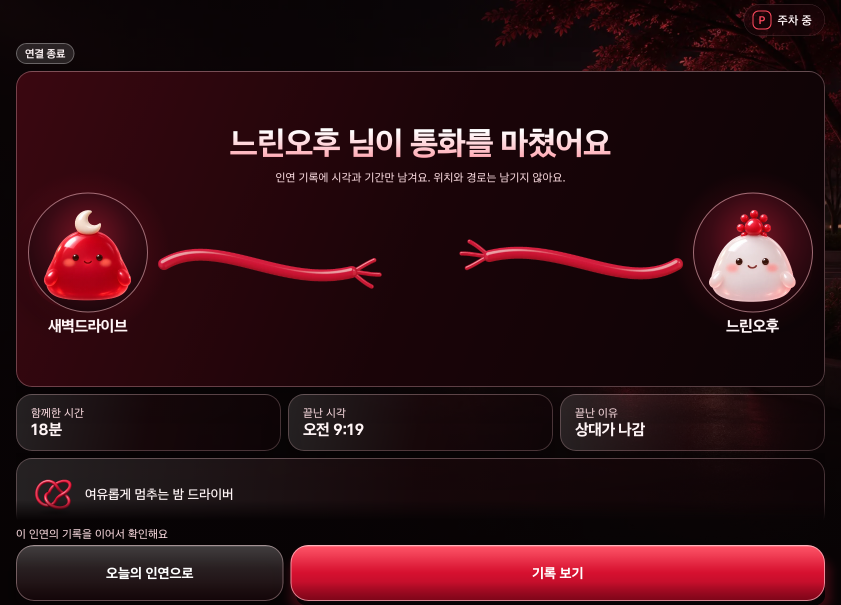 P 주차 중
연결 종료
느린오후 님이 통화를 마쳤어요
인연 기록에 시각과 기간만 남겨요. 위치와 경로는 남기지 않아요.
새벽드라이브
느린오후
함께한 시간
18분
끝난 시각
오전 9:19
끝난 이유
상대가 나감
여유롭게 멈추는 밤 드라이버
이 인연의 기록을 이어서 확인해요
오늘의 인연으로
기록 보기